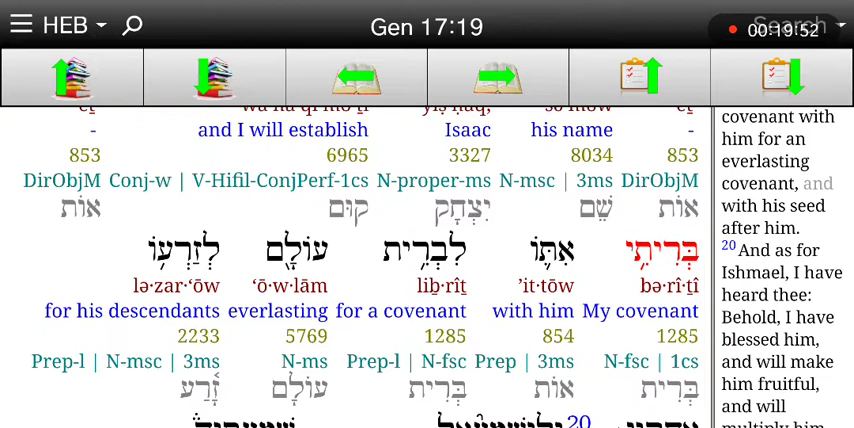 HEB Gen 17:19 Search 00:19:52
- and I will establish Isaac his name -
853 6965 3327 8034 853
DirObjM Conj-w | V-Hifil-ConjPerf-1cs N-proper-ms N-msc | 3ms DirObjM
אוֹת קוּם יִצְחָק שֵׁם אוֹת
בְּרִיתִ֥י אִתּ֛וֹ לִבְרִ֥ית עוֹלָ֖ם לְזַרְע֥וֹ
lə·zar·‘ōw ‘ō·w·lām liḇ·rîṯ ’it·tōw bə·rî·ṯî
for his descendants everlasting for a covenant with him My covenant
2233 5769 1285 854 1285
Prep-l | N-msc | 3ms N-ms Prep-l | N-fsc Prep | 3ms N-fsc | 1cs
בְּרִית אוֹת בְּרִית עוֹלָם זֶ֫רַע
20
covenant with
him for an
everlasting
covenant, and
with his seed
after him.
20 And as for
Ishmael, I have
heard thee:
Behold, I have
blessed him,
and will make
him fruitful,
and will
multiply him